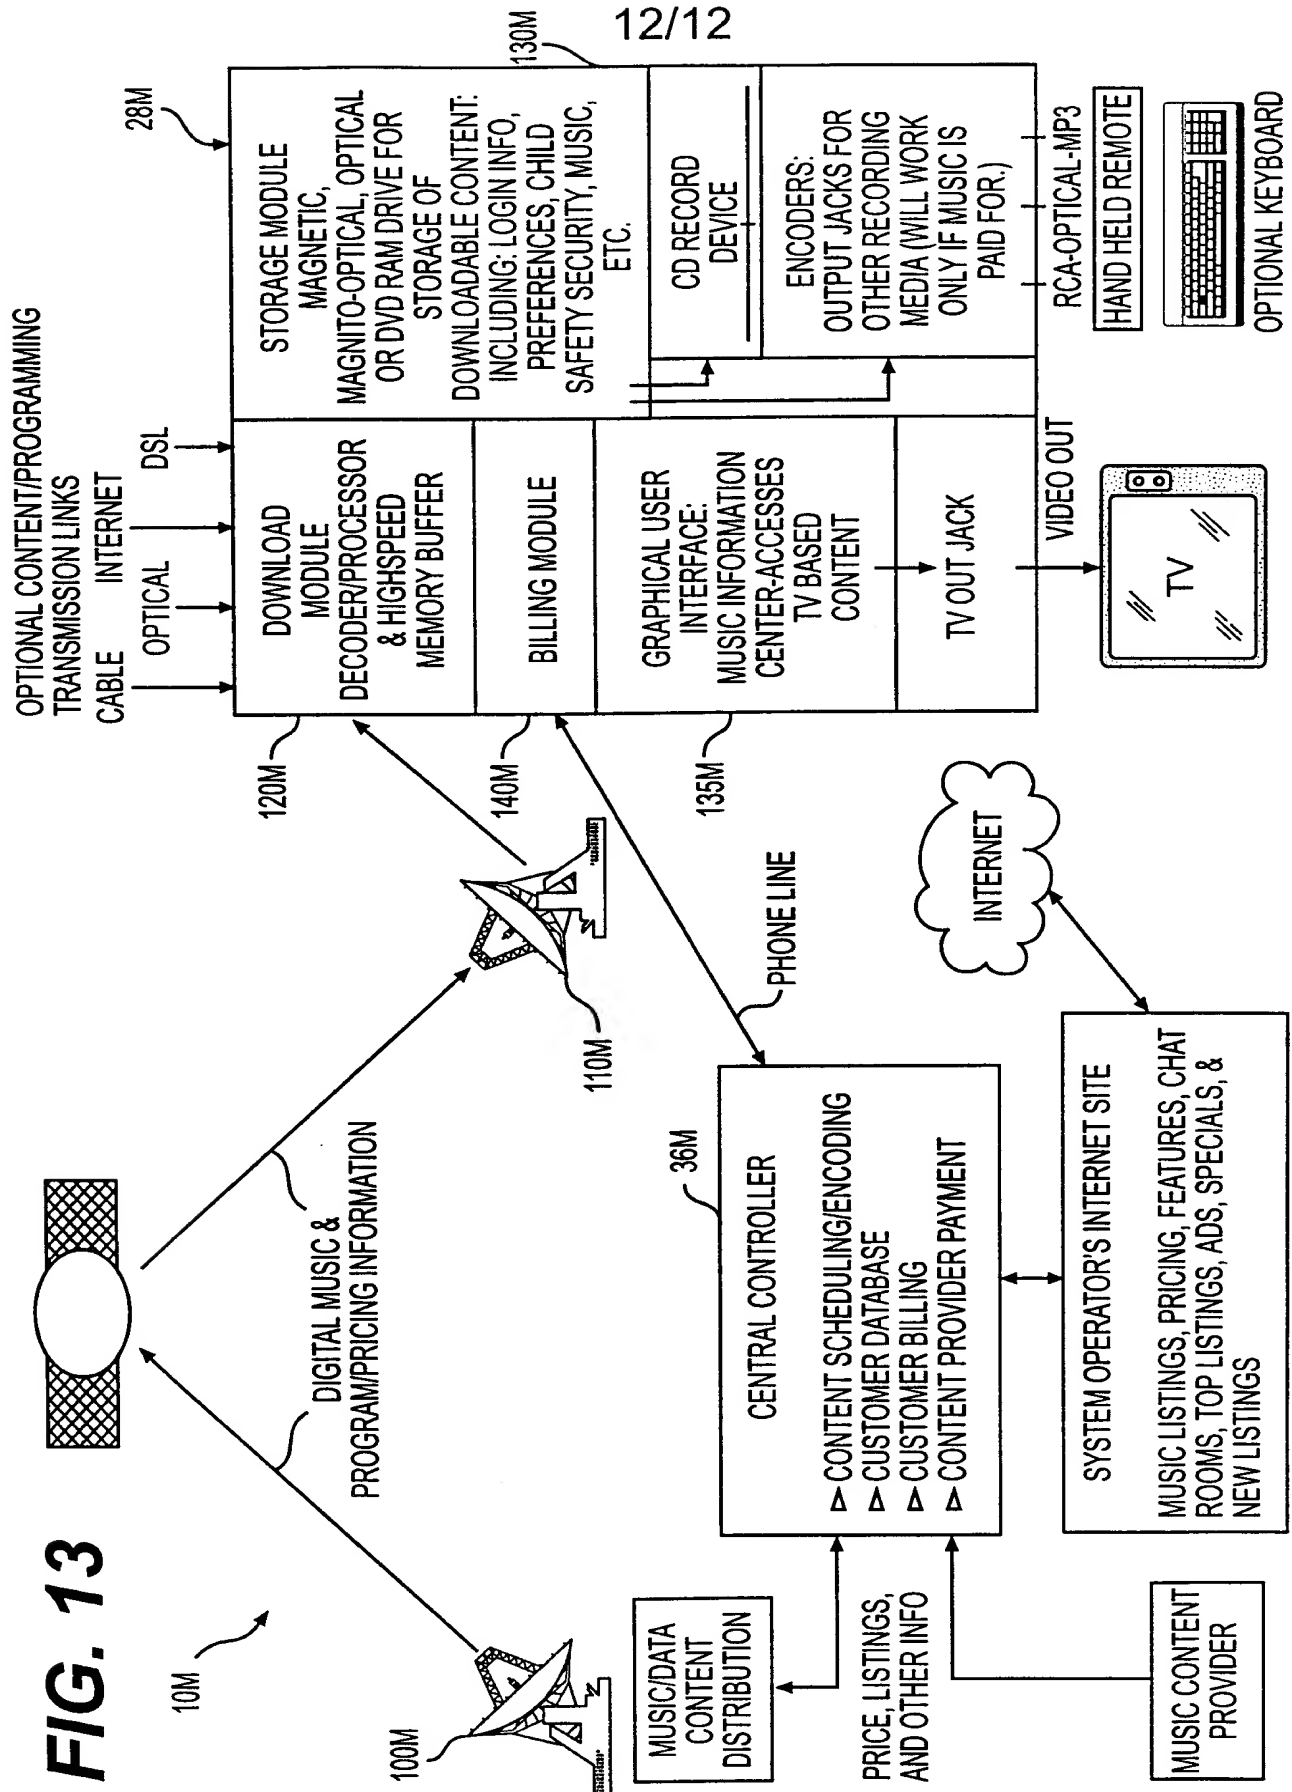 12/12
FIG. 13
10M
100M
DIGITAL MUSIC &
PROGRAM/PRICING INFORMATION
110M
OPTIONAL CONTENT/PROGRAMMING
TRANSMISSION LINKS
CABLE
OPTICAL
INTERNET
DSL
28M
120M
DOWNLOAD
MODULE
DECODER/PROCESSOR
& HIGHSPEED
MEMORY BUFFER
STORAGE MODULE
MAGNETIC,
MAGNITO-OPTICAL, OPTICAL
OR DVD RAM DRIVE FOR
STORAGE OF
DOWNLOADABLE CONTENT:
INCLUDING: LOGIN INFO,
PREFERENCES, CHILD
SAFETY SECURITY, MUSIC,
ETC.
130M
140M
BILLING MODULE
CD RECORD
DEVICE
135M
GRAPHICAL USER
INTERFACE:
MUSIC INFORMATION
CENTER-ACCESSES
TV BASED
CONTENT
ENCODERS:
OUTPUT JACKS FOR
OTHER RECORDING
MEDIA (WILL WORK
ONLY IF MUSIC IS
PAID FOR.)
TV OUT JACK
VIDEO OUT
RCA-OPTICAL-MP3
HAND HELD REMOTE
TV
OPTIONAL KEYBOARD
PHONE LINE
36M
CENTRAL CONTROLLER
▷ CONTENT SCHEDULING/ENCODING
▷ CUSTOMER DATABASE
▷ CUSTOMER BILLING
▷ CONTENT PROVIDER PAYMENT
MUSIC/DATA
CONTENT
DISTRIBUTION
PRICE, LISTINGS,
AND OTHER INFO
MUSIC CONTENT
PROVIDER
INTERNET
SYSTEM OPERATOR'S INTERNET SITE
MUSIC LISTINGS, PRICING, FEATURES, CHAT
ROOMS, TOP LISTINGS, ADS, SPECIALS, &
NEW LISTINGS